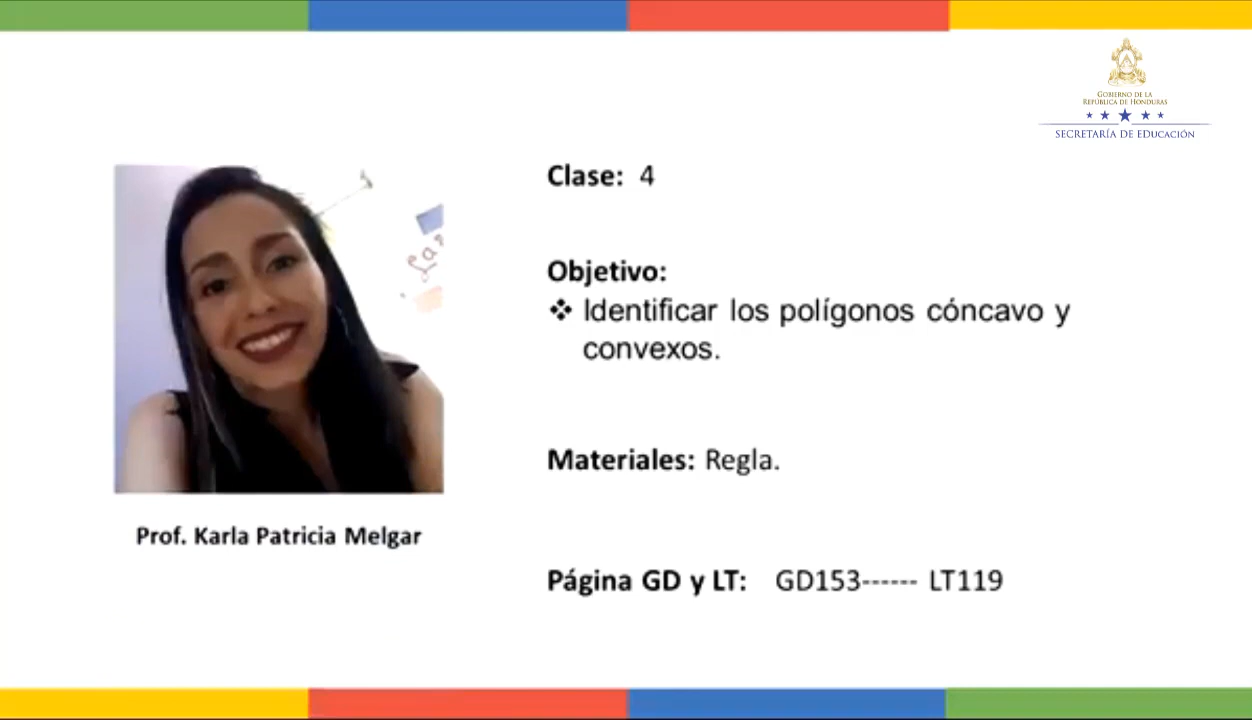 GOBIERNO DE LA
REPÚBLICA DE HONDURAS
SECRETARÍA DE EDUCACIÓN
Clase: 4
Objetivo:
❖ Identificar los polígonos cóncavo y
convexos.
Materiales: Regla.
Prof. Karla Patricia Melgar
Página GD y LT: GD153------ LT119